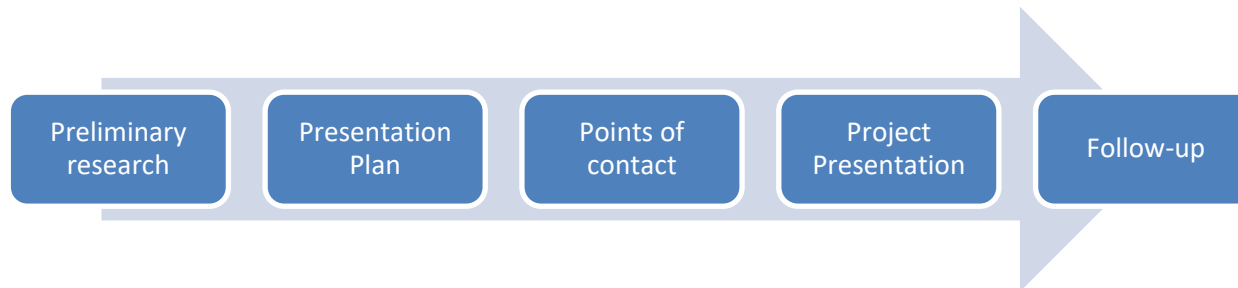 Preliminary
research
Presentation
Plan
Points of
contact
Project
Presentation
Follow-up